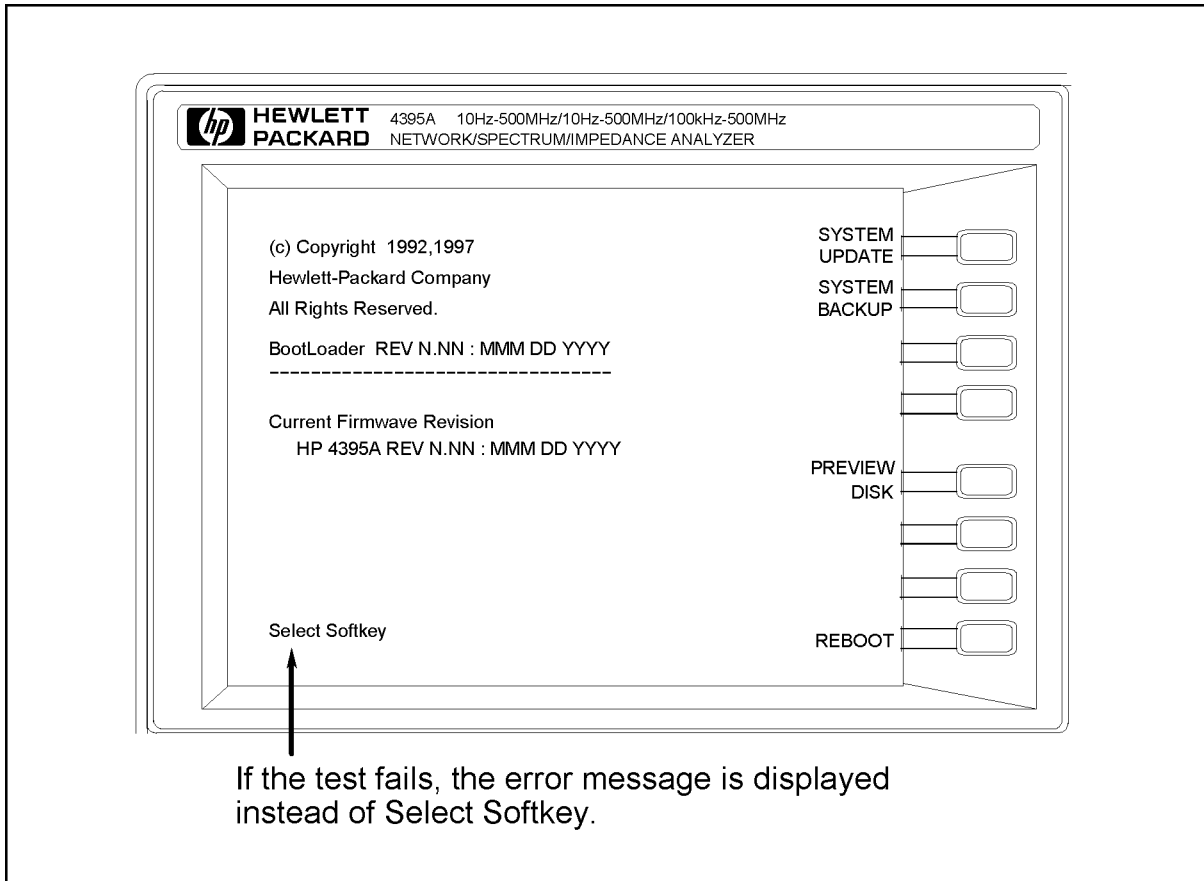 hp HEWLETT PACKARD
4395A 10Hz-500MHz/10Hz-500MHz/100kHz-500MHz
NETWORK/SPECTRUM/IMPEDANCE ANALYZER
(c) Copyright 1992,1997
Hewlett-Packard Company
All Rights Reserved.
BootLoader REV N.NN : MMM DD YYYY
---------------------------------
Current Firmwave Revision
HP 4395A REV N.NN : MMM DD YYYY
Select Softkey
SYSTEM
UPDATE
SYSTEM
BACKUP
PREVIEW
DISK
REBOOT
If the test fails, the error message is displayed
instead of Select Softkey.